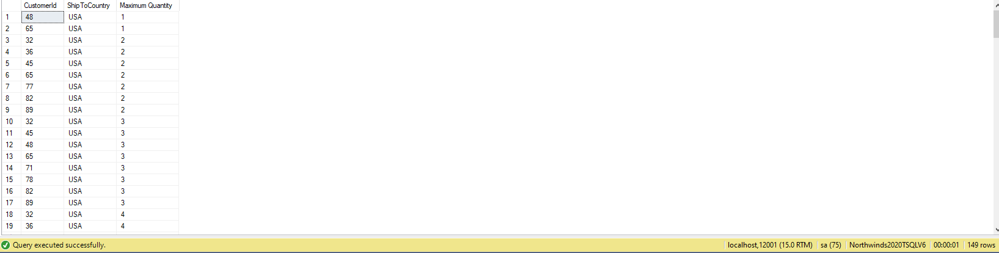 CustomerId ShipToCountry Maximum Quantity
1 48 USA 1
2 65 USA 1
3 32 USA 2
4 36 USA 2
5 45 USA 2
6 65 USA 2
7 77 USA 2
8 82 USA 2
9 89 USA 2
10 32 USA 3
11 45 USA 3
12 48 USA 3
13 65 USA 3
14 71 USA 3
15 78 USA 3
16 82 USA 3
17 89 USA 3
18 32 USA 4
19 36 USA 4
Query executed successfully. localhost,12001 (15.0 RTM) sa (75) Northwinds2020TSQLV6 00:00:01 149 rows